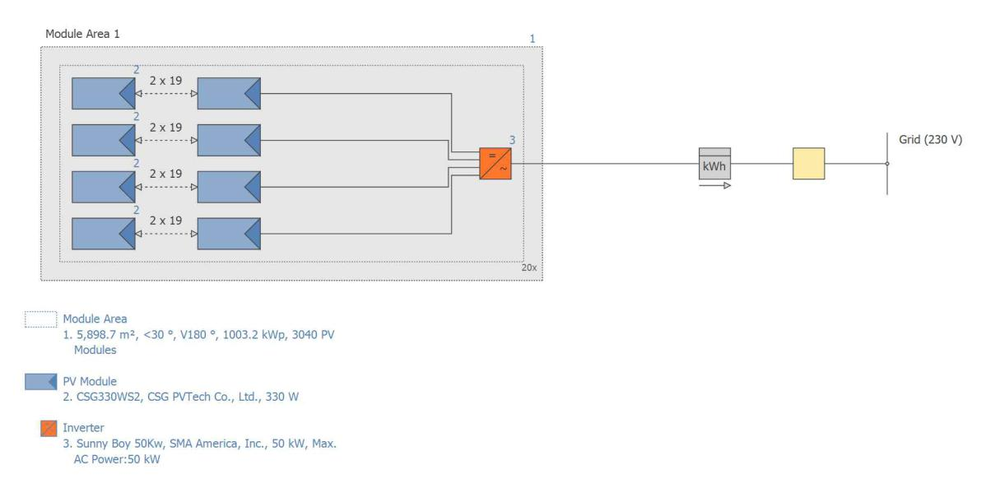 Module Area 1
1
2
2 x 19
2
2 x 19
2
2 x 19
2
2 x 19
3
=
~
kWh
Grid (230 V)
20x
Module Area
1. 5,898.7 m², <30 °, V180 °, 1003.2 kWp, 3040 PV
Modules
PV Module
2. CSG330WS2, CSG PVTech Co., Ltd., 330 W
Inverter
3. Sunny Boy 50Kw, SMA America, Inc., 50 kW, Max.
AC Power:50 kW